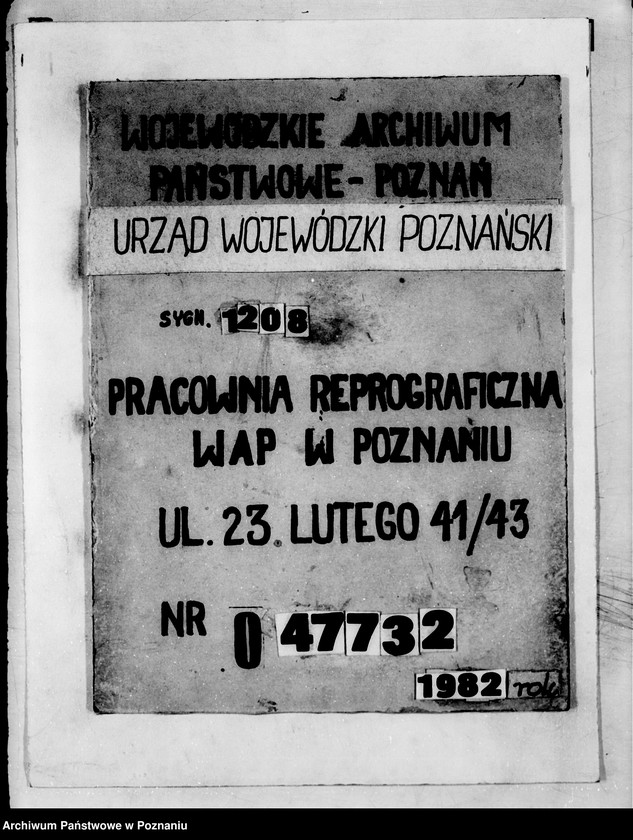 WOJEWÓDZKIE ARCHIWUM
PAŃSTWOWE - POZNAŃ
URZĄD WOJEWÓDZKI POZNAŃSKI
SYGN. 1208
PRACOWNIA REPROGRAFICZNA
WAP W POZNANIU
UL. 23. LUTEGO 41/43
NR 0 47732
1982 roku
Archiwum Państwowe w Poznaniu